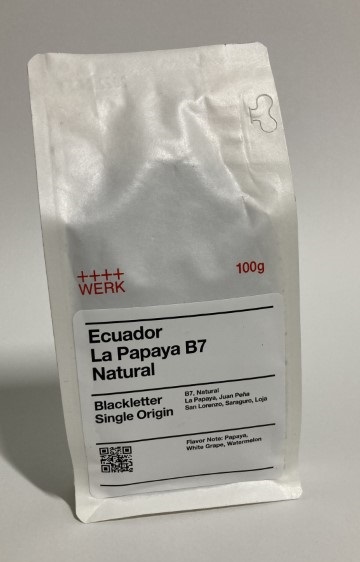 ++++
WERK
100g
Ecuador
La Papaya B7
Natural
Blackletter
Single Origin
B7, Natural
La Papaya, Juan Peña
San Lorenzo, Saraguro, Loja
Flavor Note: Papaya,
White Grape, Watermelon